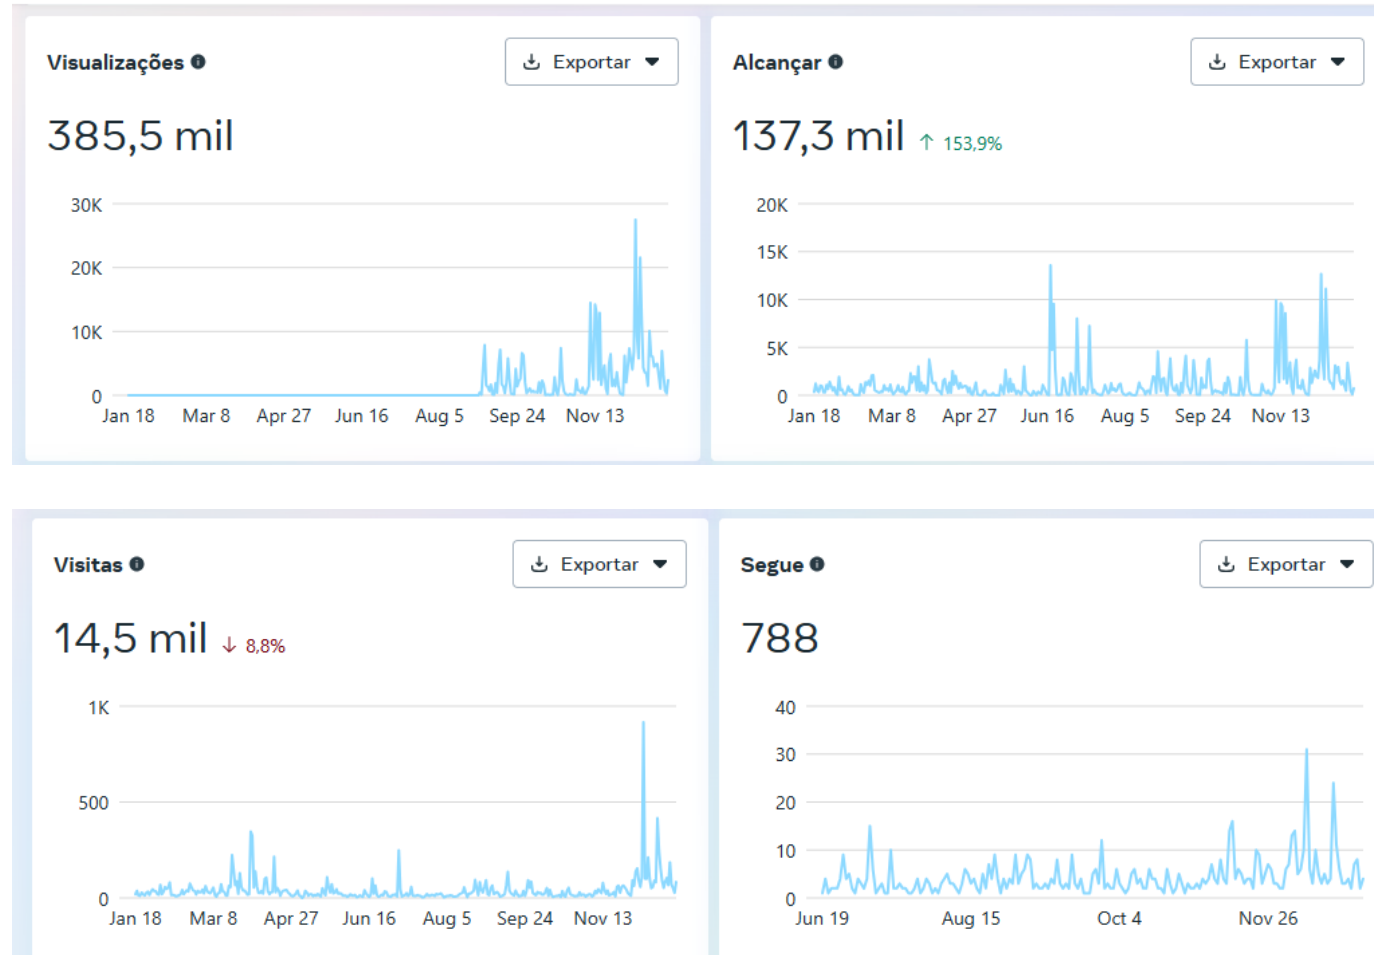 Visualizações
Exportar
385,5 mil
30K
20K
10K
0
Jan 18 Mar 8 Apr 27 Jun 16 Aug 5 Sep 24 Nov 13
Alcançar
Exportar
137,3 mil ↑ 153,9%
20K
15K
10K
5K
0
Jan 18 Mar 8 Apr 27 Jun 16 Aug 5 Sep 24 Nov 13
Visitas
Exportar
14,5 mil ↓ 8,8%
1K
500
0
Jan 18 Mar 8 Apr 27 Jun 16 Aug 5 Sep 24 Nov 13
Segue
Exportar
788
40
30
20
10
0
Jun 19 Aug 15 Oct 4 Nov 26